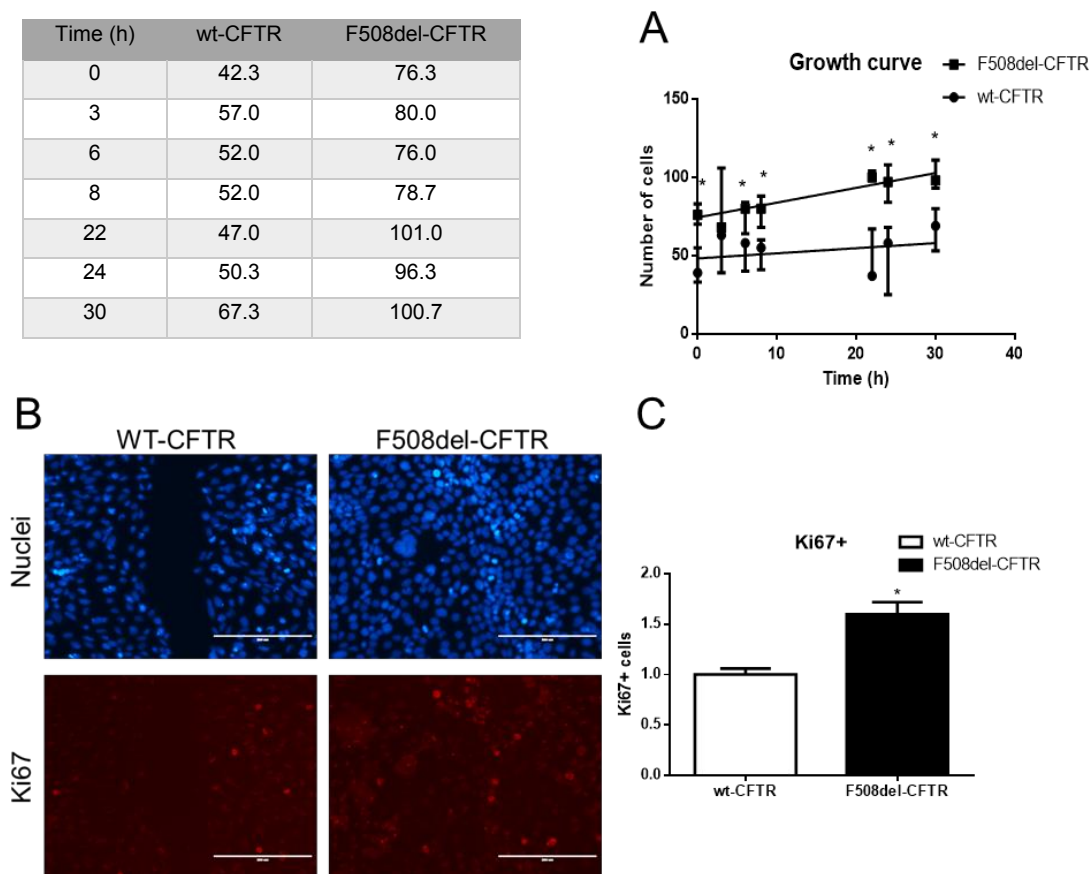 Time (h) wt-CFTR F508del-CFTR
0 42.3 76.3
3 57.0 80.0
6 52.0 76.0
8 52.0 78.7
22 47.0 101.0
24 50.3 96.3
30 67.3 100.7
A
Growth curve
F508del-CFTR
wt-CFTR
Number of cells
150
100
50
0
* * * * * *
0 10 20 30 40
Time (h)
B
WT-CFTR F508del-CFTR
Nuclei
Ki67
C
Ki67+
wt-CFTR
F508del-CFTR
Ki67+ cells
2.0
1.5
1.0
0.5
0.0
*
wt-CFTR F508del-CFTR